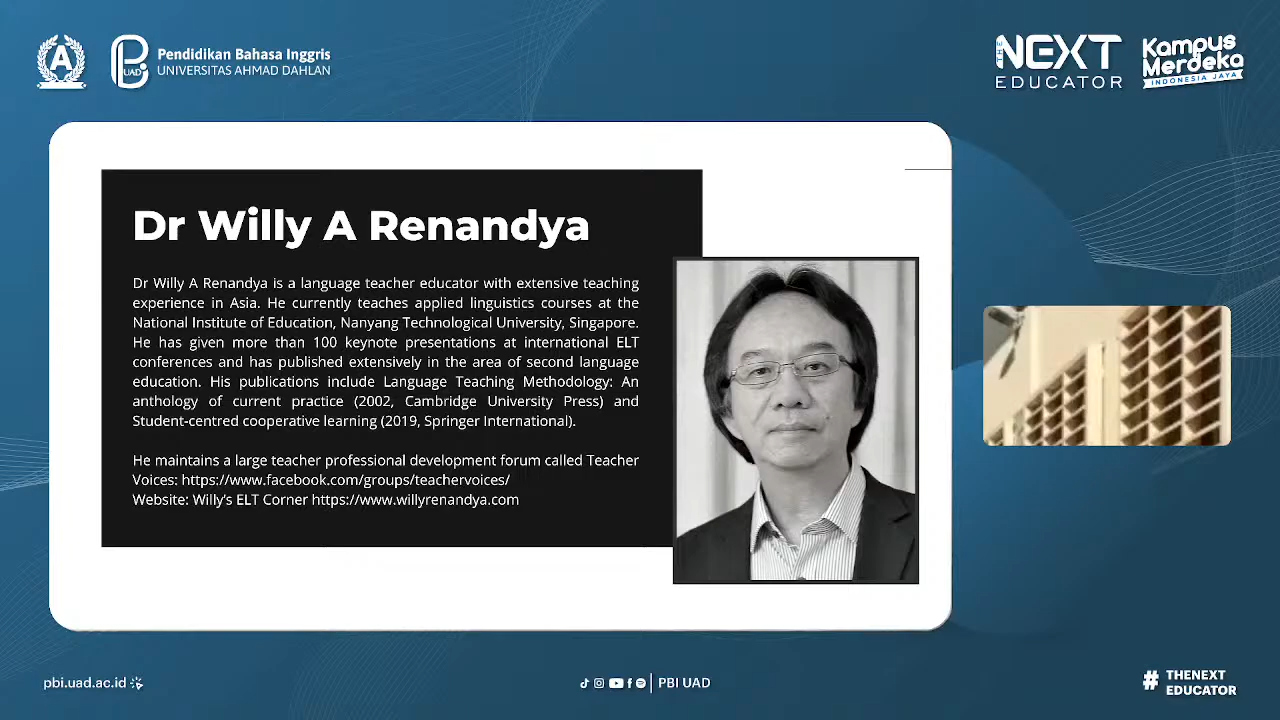 A
UAD
Pendidikan Bahasa Inggris
UNIVERSITAS AHMAD DAHLAN
THE NEXT
EDUCATOR
Kampus
Merdeka
INDONESIA JAYA
Dr Willy A Renandya
Dr Willy A Renandya is a language teacher educator with extensive teaching
experience in Asia. He currently teaches applied linguistics courses at the
National Institute of Education, Nanyang Technological University, Singapore.
He has given more than 100 keynote presentations at international ELT
conferences and has published extensively in the area of second language
education. His publications include Language Teaching Methodology: An
anthology of current practice (2002, Cambridge University Press) and
Student-centred cooperative learning (2019, Springer International).
He maintains a large teacher professional development forum called Teacher
Voices: https://www.facebook.com/groups/teachervoices/
Website: Willy's ELT Corner https://www.willyrenandya.com
pbi.uad.ac.id
PBI UAD
# THENEXT
EDUCATOR